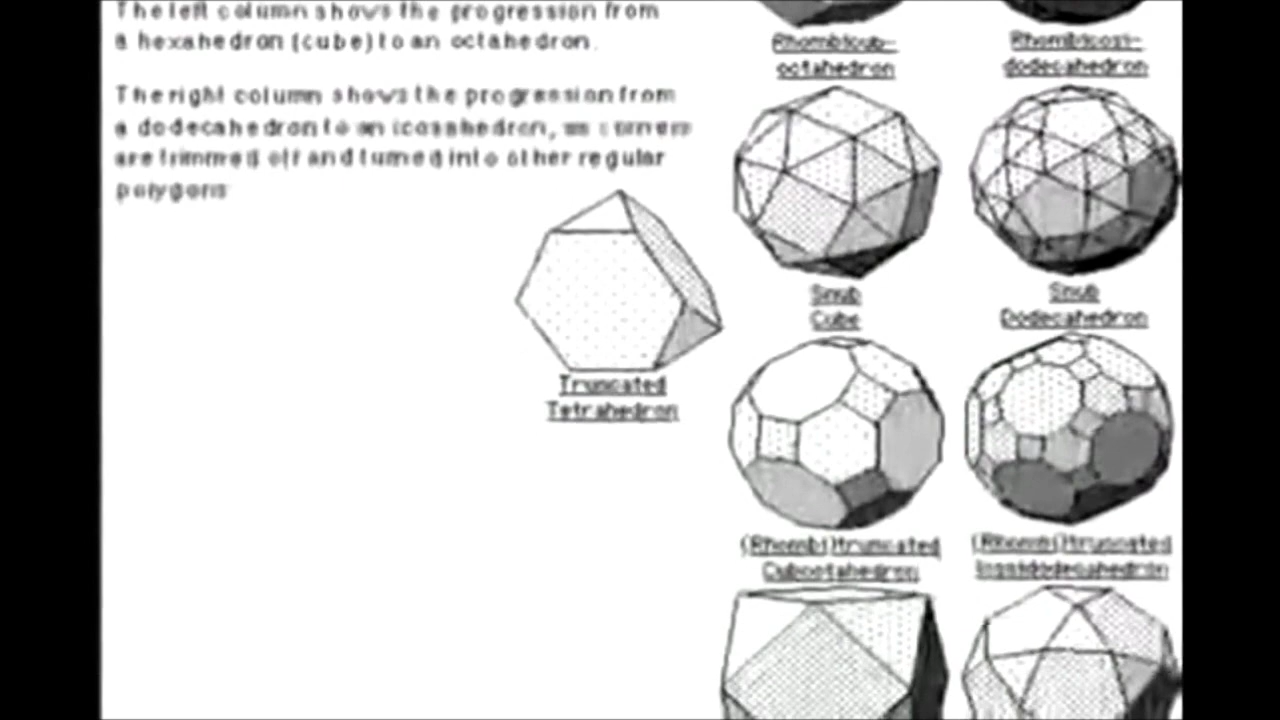 The left column shows the progression from
a hexahedron (cube) to an octahedron.
The right column shows the progression from
a dodecahedron to an icosahedron, as corners
are trimmed off and turned into other regular
polygons
Rhombicub-
octahedron
Rhombicosi-
dodecahedron
Snub
Cube
Snub
Dodecahedron
Truncated
Tetrahedron
(Rhombi)truncated
Cuboctahedron
(Rhombi)truncated
Icosidodecahedron